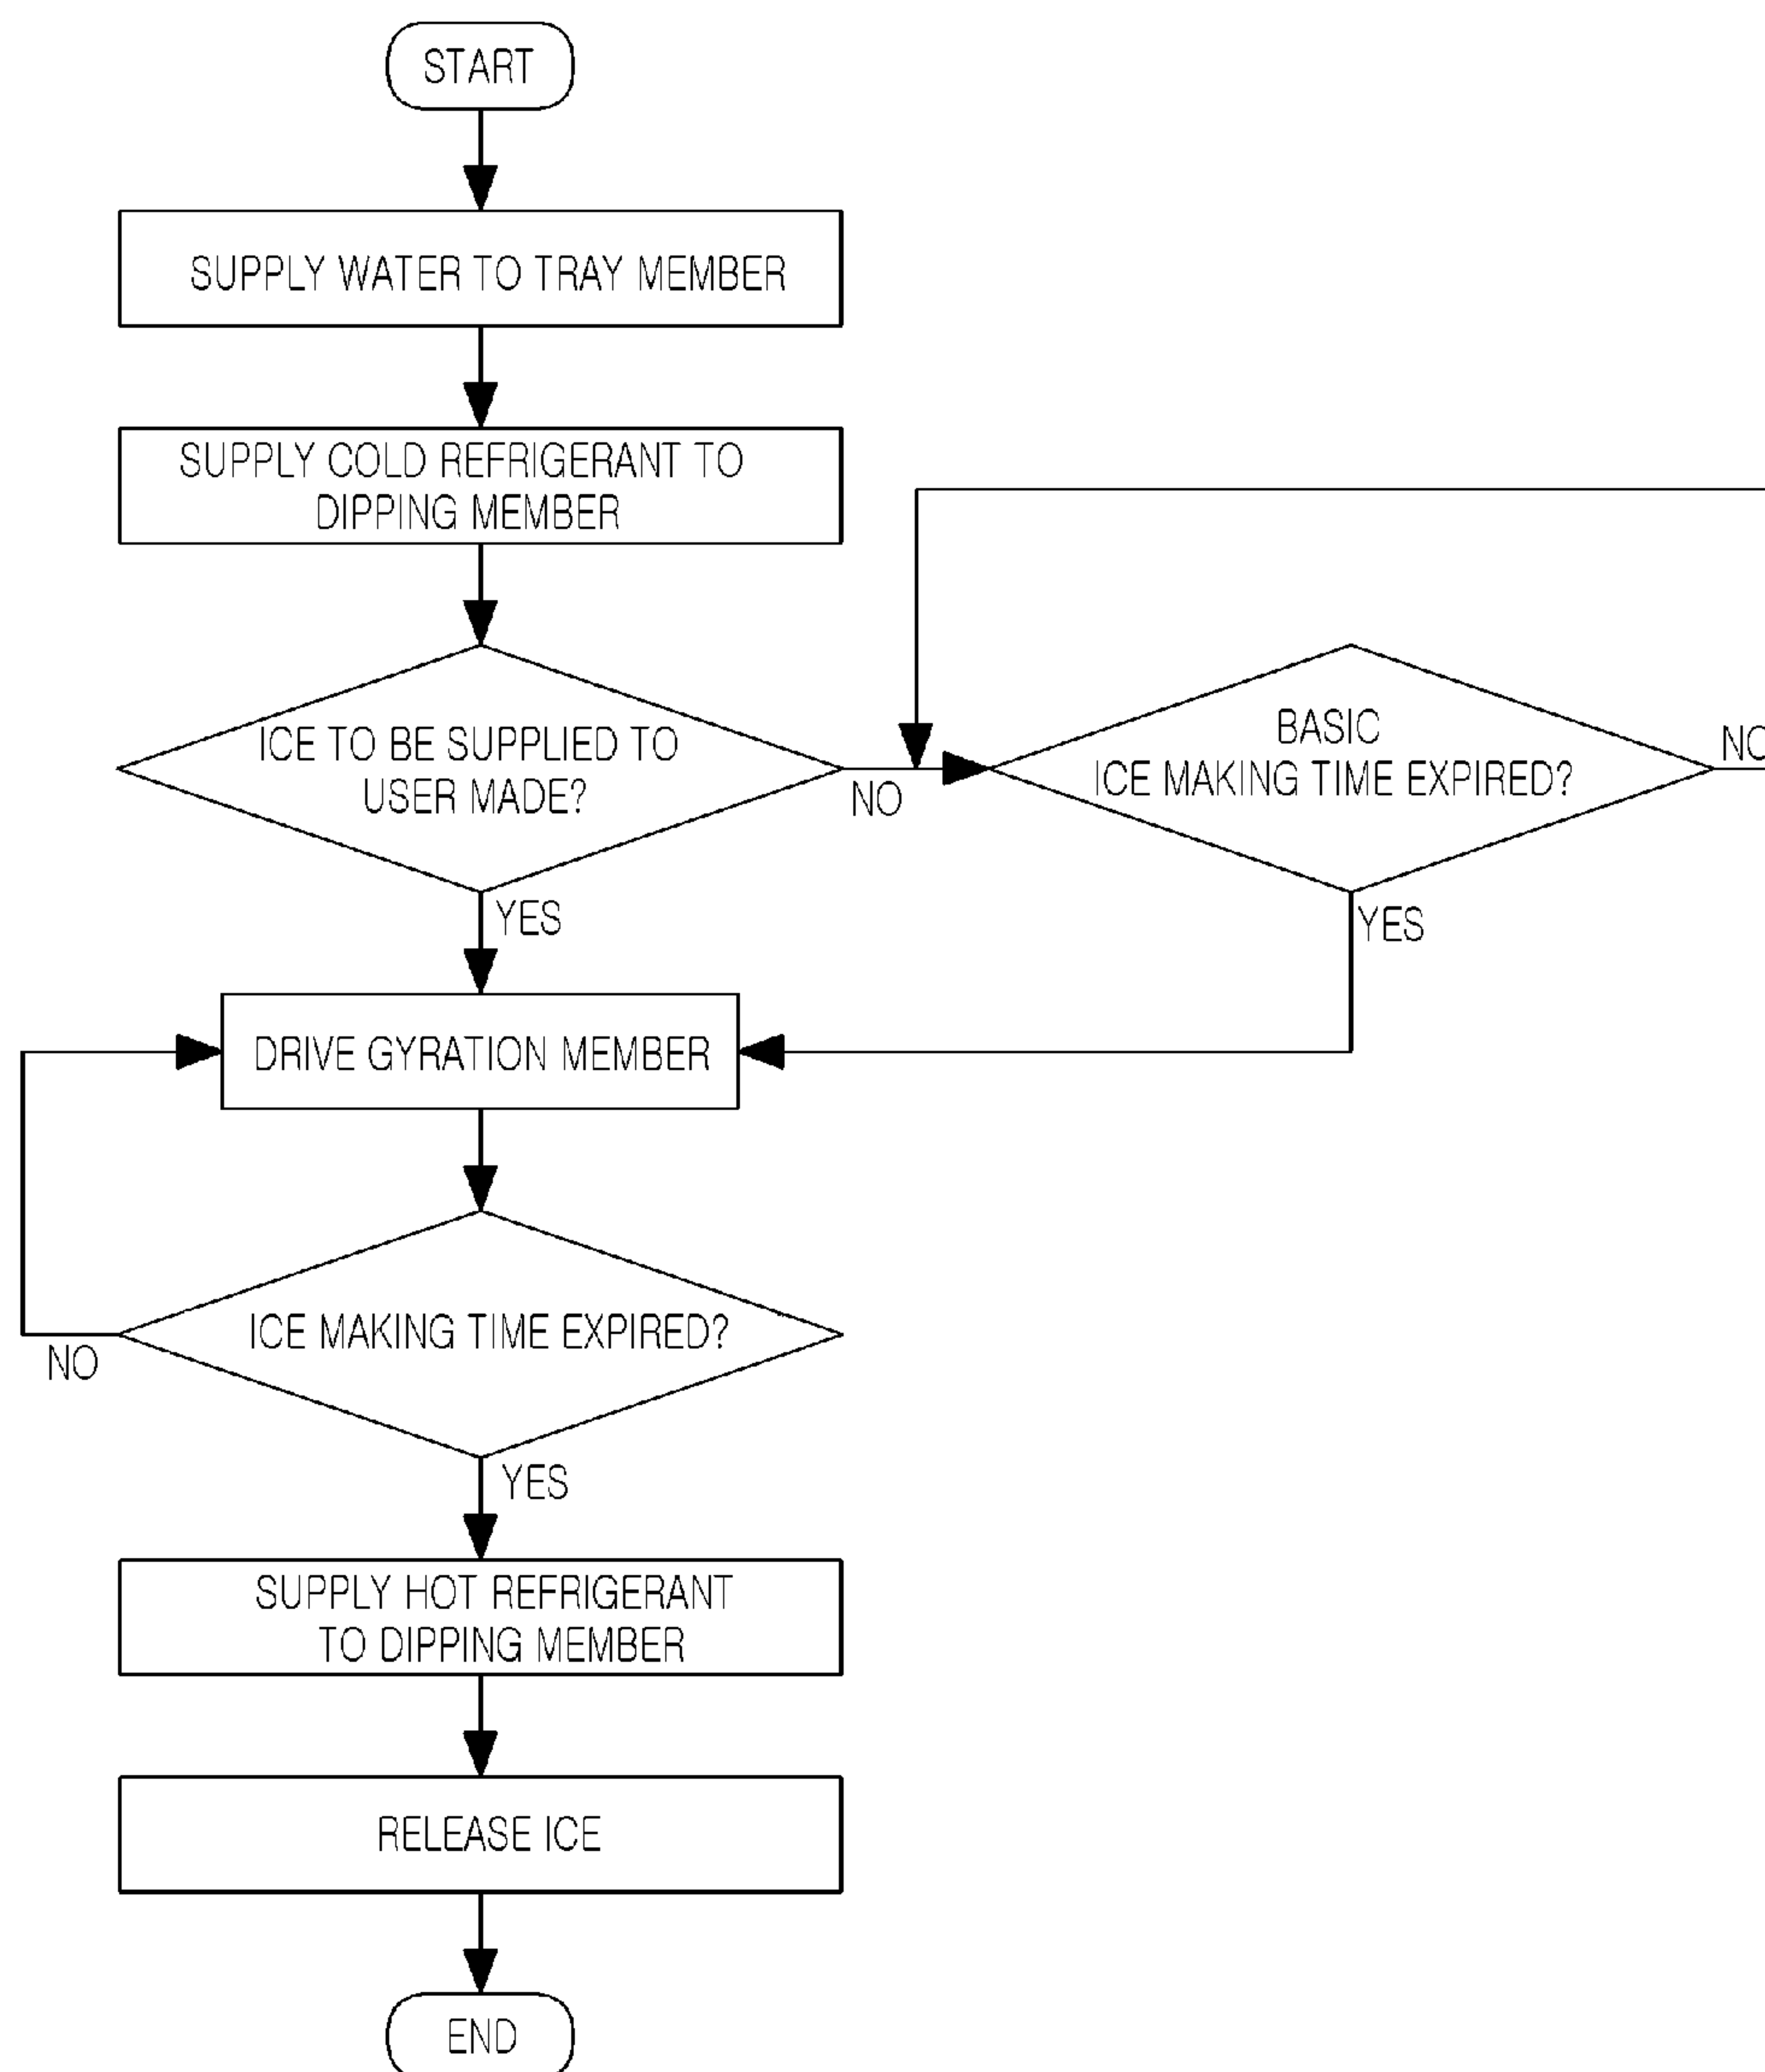 START
SUPPLY WATER TO TRAY MEMBER
SUPPLY COLD REFRIGERANT TO
DIPPING MEMBER
ICE TO BE SUPPLIED TO
USER MADE?
NO
BASIC
ICE MAKING TIME EXPIRED?
NO
YES
YES
DRIVE GYRATION MEMBER
ICE MAKING TIME EXPIRED?
NO
YES
SUPPLY HOT REFRIGERANT
TO DIPPING MEMBER
RELEASE ICE
END